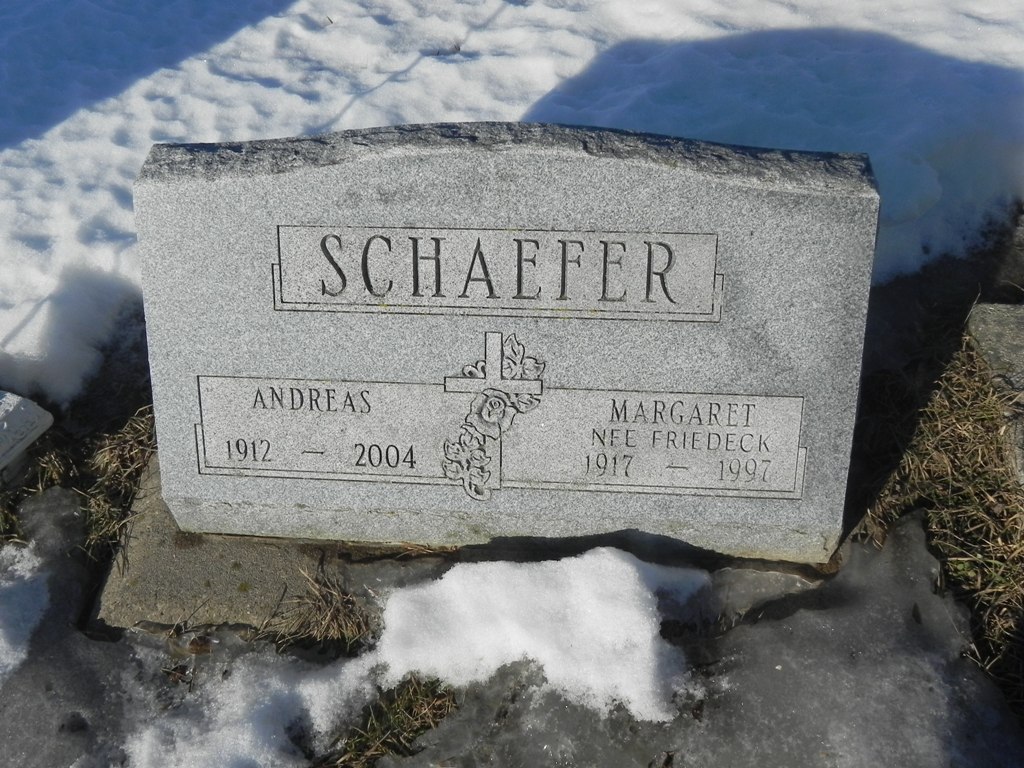 SCHAEFER
ANDREAS
1912 — 2004
MARGARET
NEE FRIEDECK
1917 — 1997